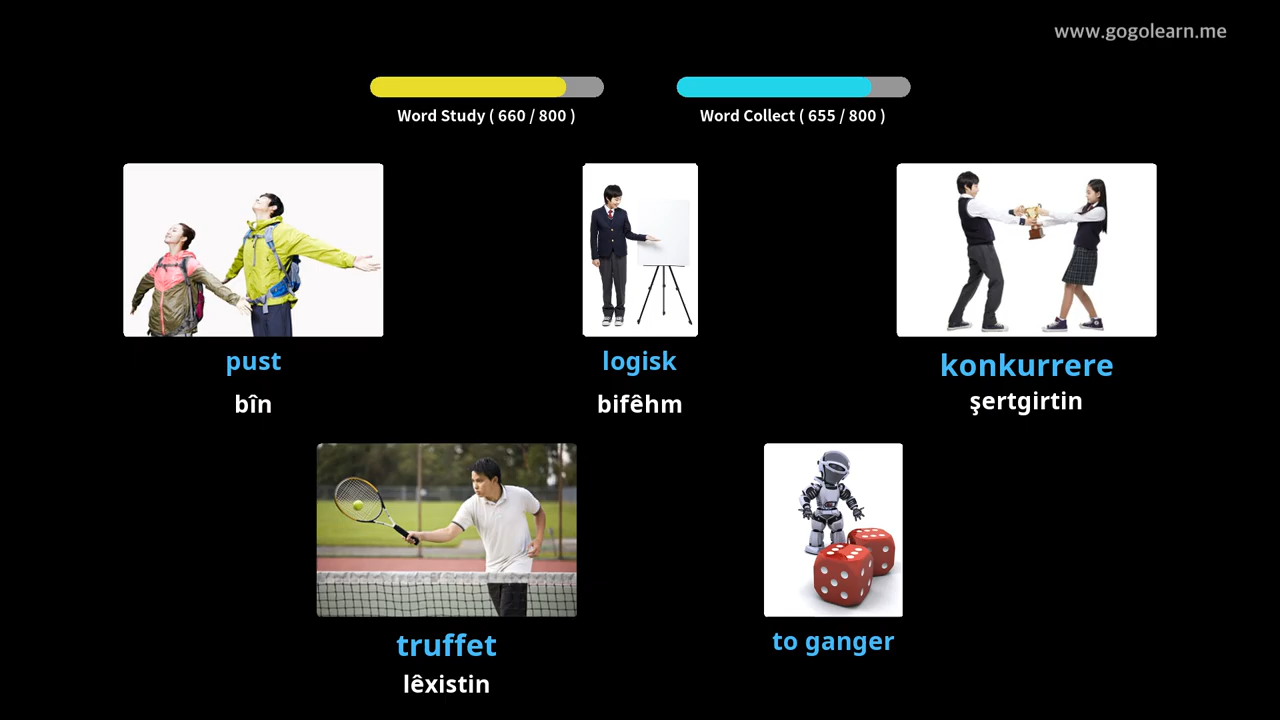 www.gogolearn.me
Word Study ( 660 / 800 )
Word Collect ( 655 / 800 )
pust
bîn
logisk
bifêhm
konkurrere
şertgirtin
truffet
lêxistin
to ganger